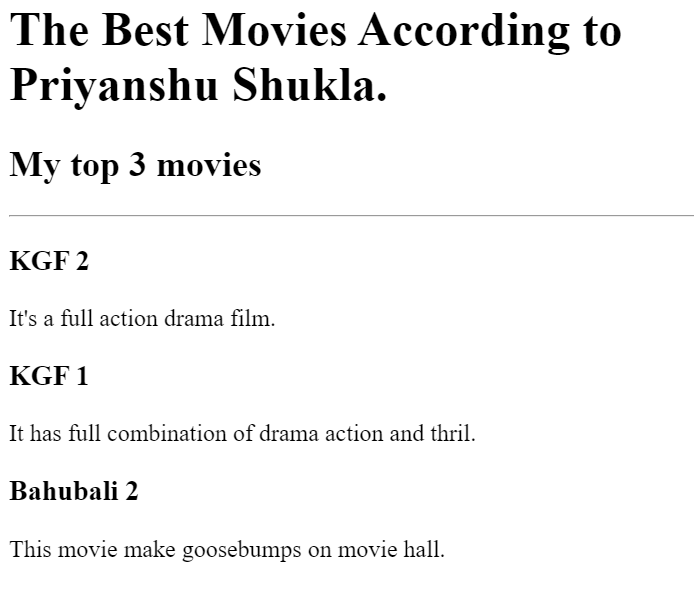 The Best Movies According to
Priyanshu Shukla.
My top 3 movies
KGF 2
It's a full action drama film.
KGF 1
It has full combination of drama action and thril.
Bahubali 2
This movie make goosebumps on movie hall.